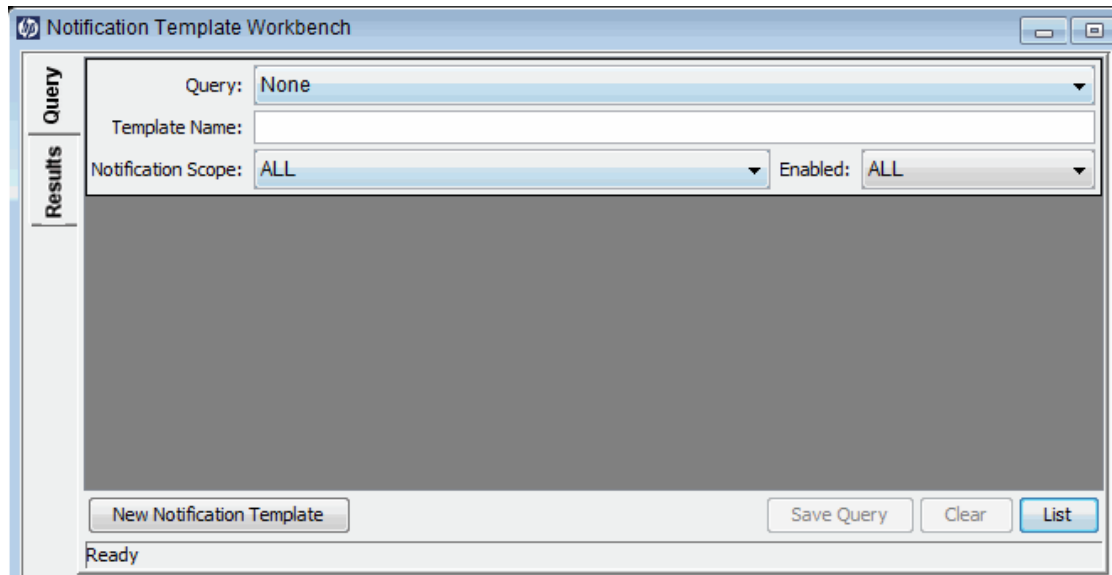 Notification Template Workbench
Query
Results
Query: None
Template Name:
Notification Scope: ALL Enabled: ALL
New Notification Template Save Query Clear List
Ready